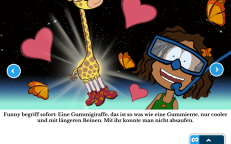 Funny begriff sofort: Eine Gummigiraffe, das ist so was wie eine Gummiente, nur cooler
und mit längeren Beinen. Mit ihr konnte man nicht absaufen.